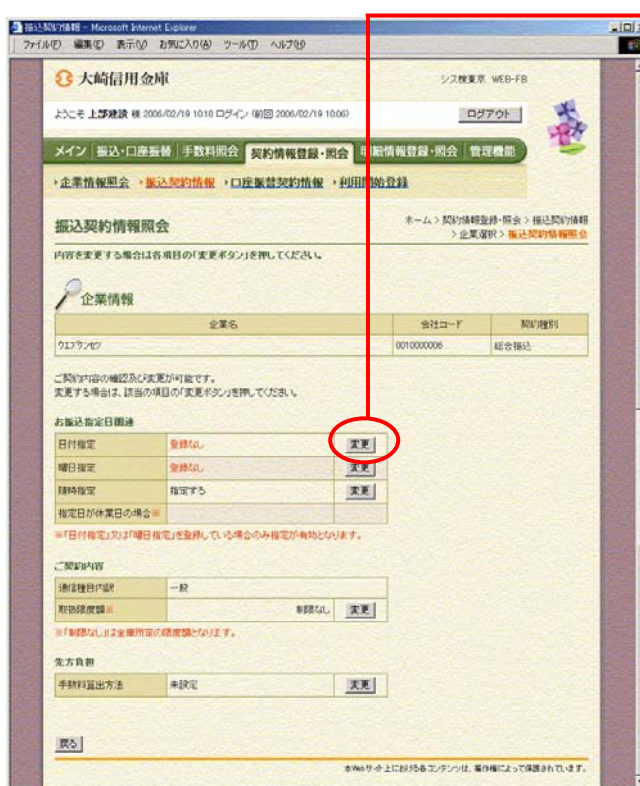 振込契約情報 - Microsoft Internet Explorer
ファイル(F) 編集(E) 表示(V) お気に入り(A) ツール(T) ヘルプ(H)
大崎信用金庫
シス検東京 WEB-FB
ようこそ 上部建設 様 2006/02/19 1010 ログイン (前回 2006/02/19 1006)
ログアウト
メイン 振込・口座振替 手数料照会 契約情報登録・照会 明細情報登録・照会 管理機能
企業情報照会 振込契約情報 口座振替契約情報 利用開始登録
振込契約情報照会
ホーム > 契約情報登録・照会 > 振込契約情報
> 企業選択 > 振込契約情報照会
内容を変更する場合は各項目の「変更ボタン」を押してください。
企業情報
企業名 会社コード 契約種別
0010000006 総合振込
ご契約内容の確認及び変更が可能です。
変更する場合は、該当の項目の「変更ボタン」を押してください。
お振込指定日関連
日付指定 登録なし 変更
曜日指定 登録なし 変更
随時指定 指定する 変更
指定日が休業日の場合※
※「日付指定」又は「曜日指定」を登録している場合のみ指定が有効となります。
ご契約内容
通信種目内訳 一般
取扱限度額※ 制限なし 変更
※「制限なし」は金庫所定の限度額となります。
先方負担
手数料算出方法 未設定 変更
戻る
本Webサイト上における各コンテンツは、著作権によって保護されています。